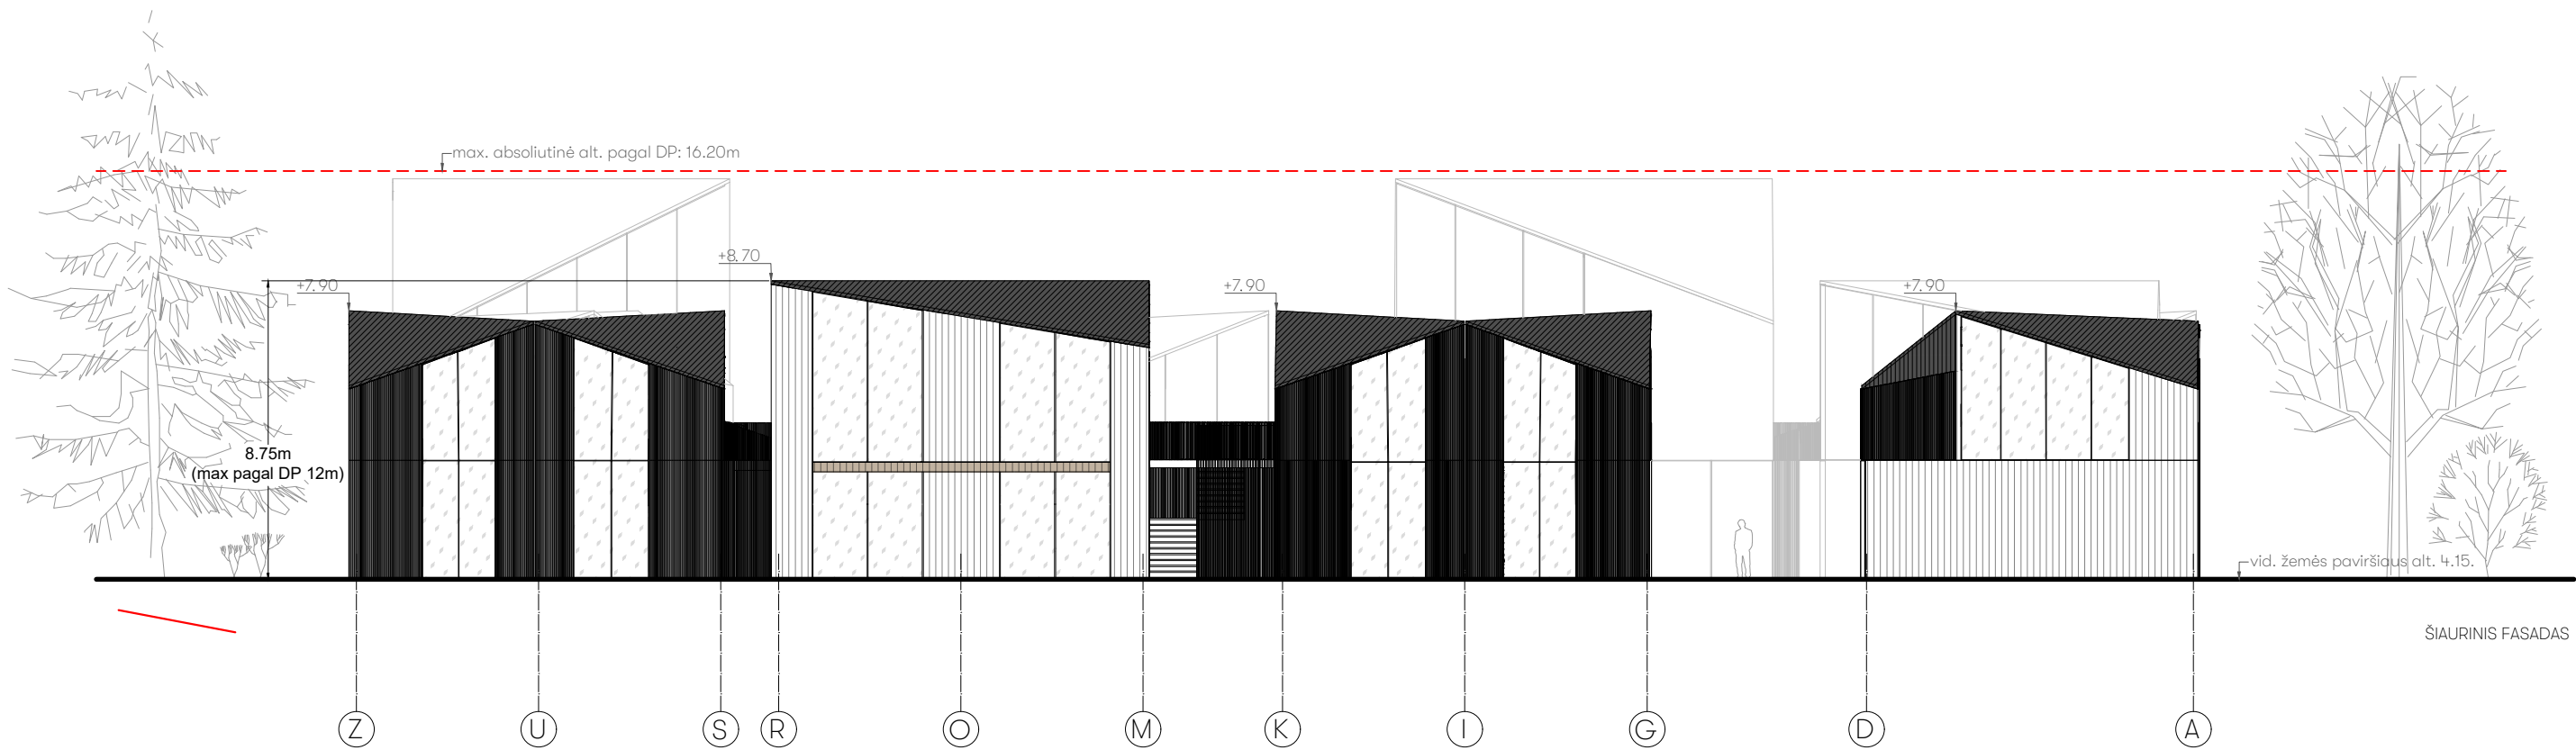 max. absoliutinė alt. pagal DP: 16.20m
+8.70
+7.90
+7.90
+7.90
8.75m
(max pagal DP 12m)
vid. žemės paviršiaus alt. 4.15.
ŠIAURINIS FASADAS
Z U S R O M K I G D A